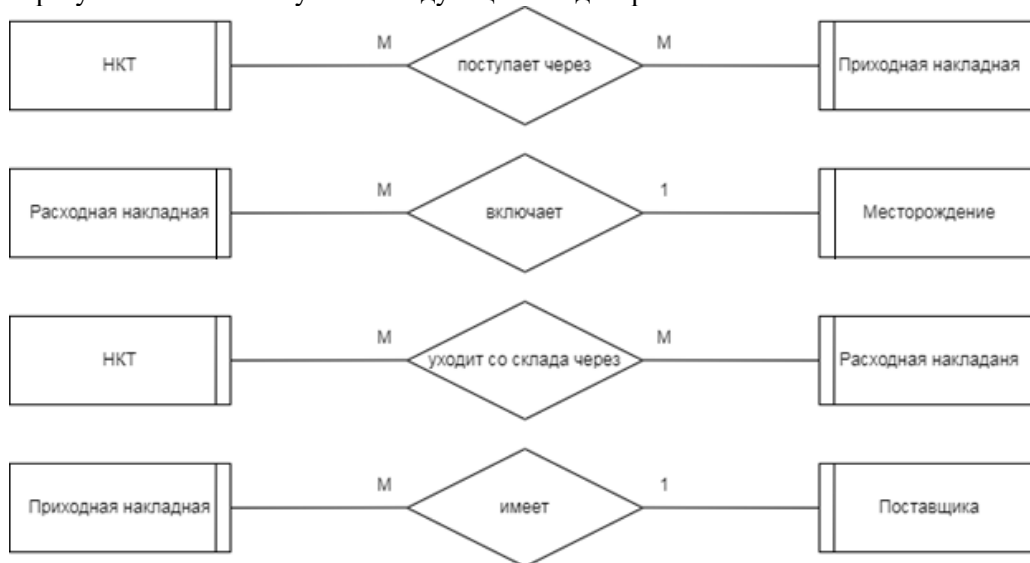 НКТ М поступает через М Приходная накладная
Расходная накладная М включает 1 Месторождение
НКТ М уходит со склада через М Расходная накладаня
Приходная накладная М имеет 1 Поставщика